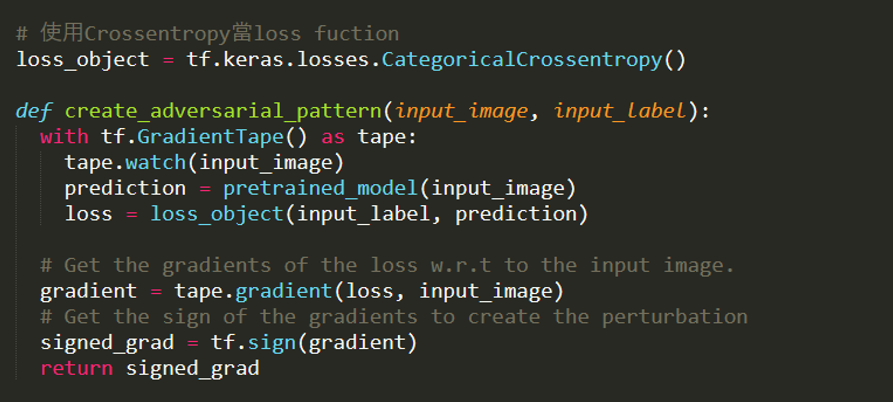 # 使用Crossentropy當loss fuction
loss_object = tf.keras.losses.CategoricalCrossentropy()
def create_adversarial_pattern(input_image, input_label):
with tf.GradientTape() as tape:
tape.watch(input_image)
prediction = pretrained_model(input_image)
loss = loss_object(input_label, prediction)
# Get the gradients of the loss w.r.t to the input image.
gradient = tape.gradient(loss, input_image)
# Get the sign of the gradients to create the perturbation
signed_grad = tf.sign(gradient)
return signed_grad